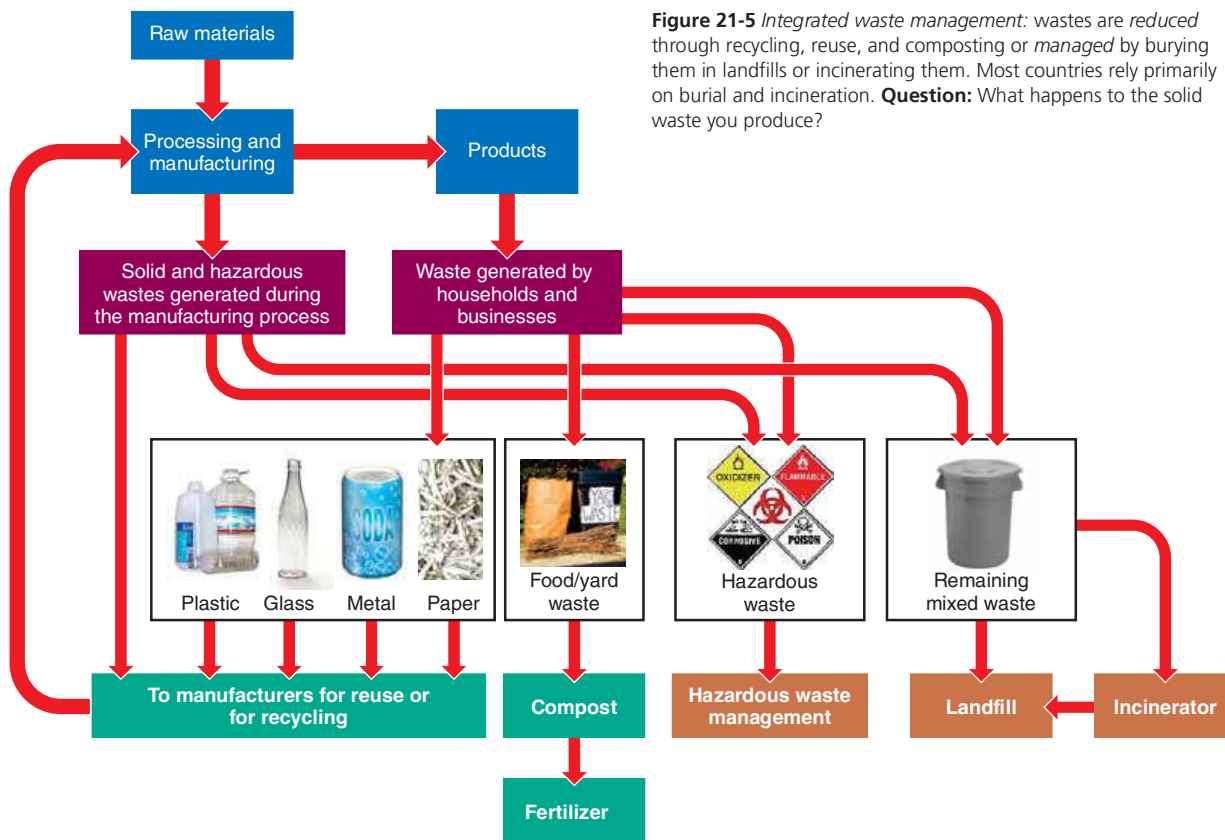 Raw materials
Figure 21-5 Integrated waste management: wastes are reduced
through recycling, reuse, and composting or managed by burying
them in landfills or incinerating them. Most countries rely primarily
on burial and incineration. Question: What happens to the solid
waste you produce?
Processing and
manufacturing
Products
Solid and hazardous
wastes generated during
the manufacturing process
Waste generated by
households and
businesses
SODA
YARD
WASTE
OXIDIZER
FLAMMABLE
CORROSIVE
POISON
Plastic
Glass
Metal
Paper
Food/yard
waste
Hazardous
waste
Remaining
mixed waste
To manufacturers for reuse or
for recycling
Compost
Hazardous waste
management
Landfill
Incinerator
Fertilizer